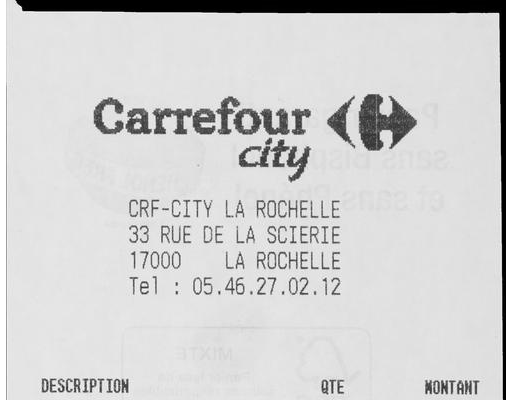 Carrefour
city
CRF-CITY LA ROCHELLE
33 RUE DE LA SCIERIE
17000 LA ROCHELLE
Tel : 05.46.27.02.12
DESCRIPTION QTE MONTANT